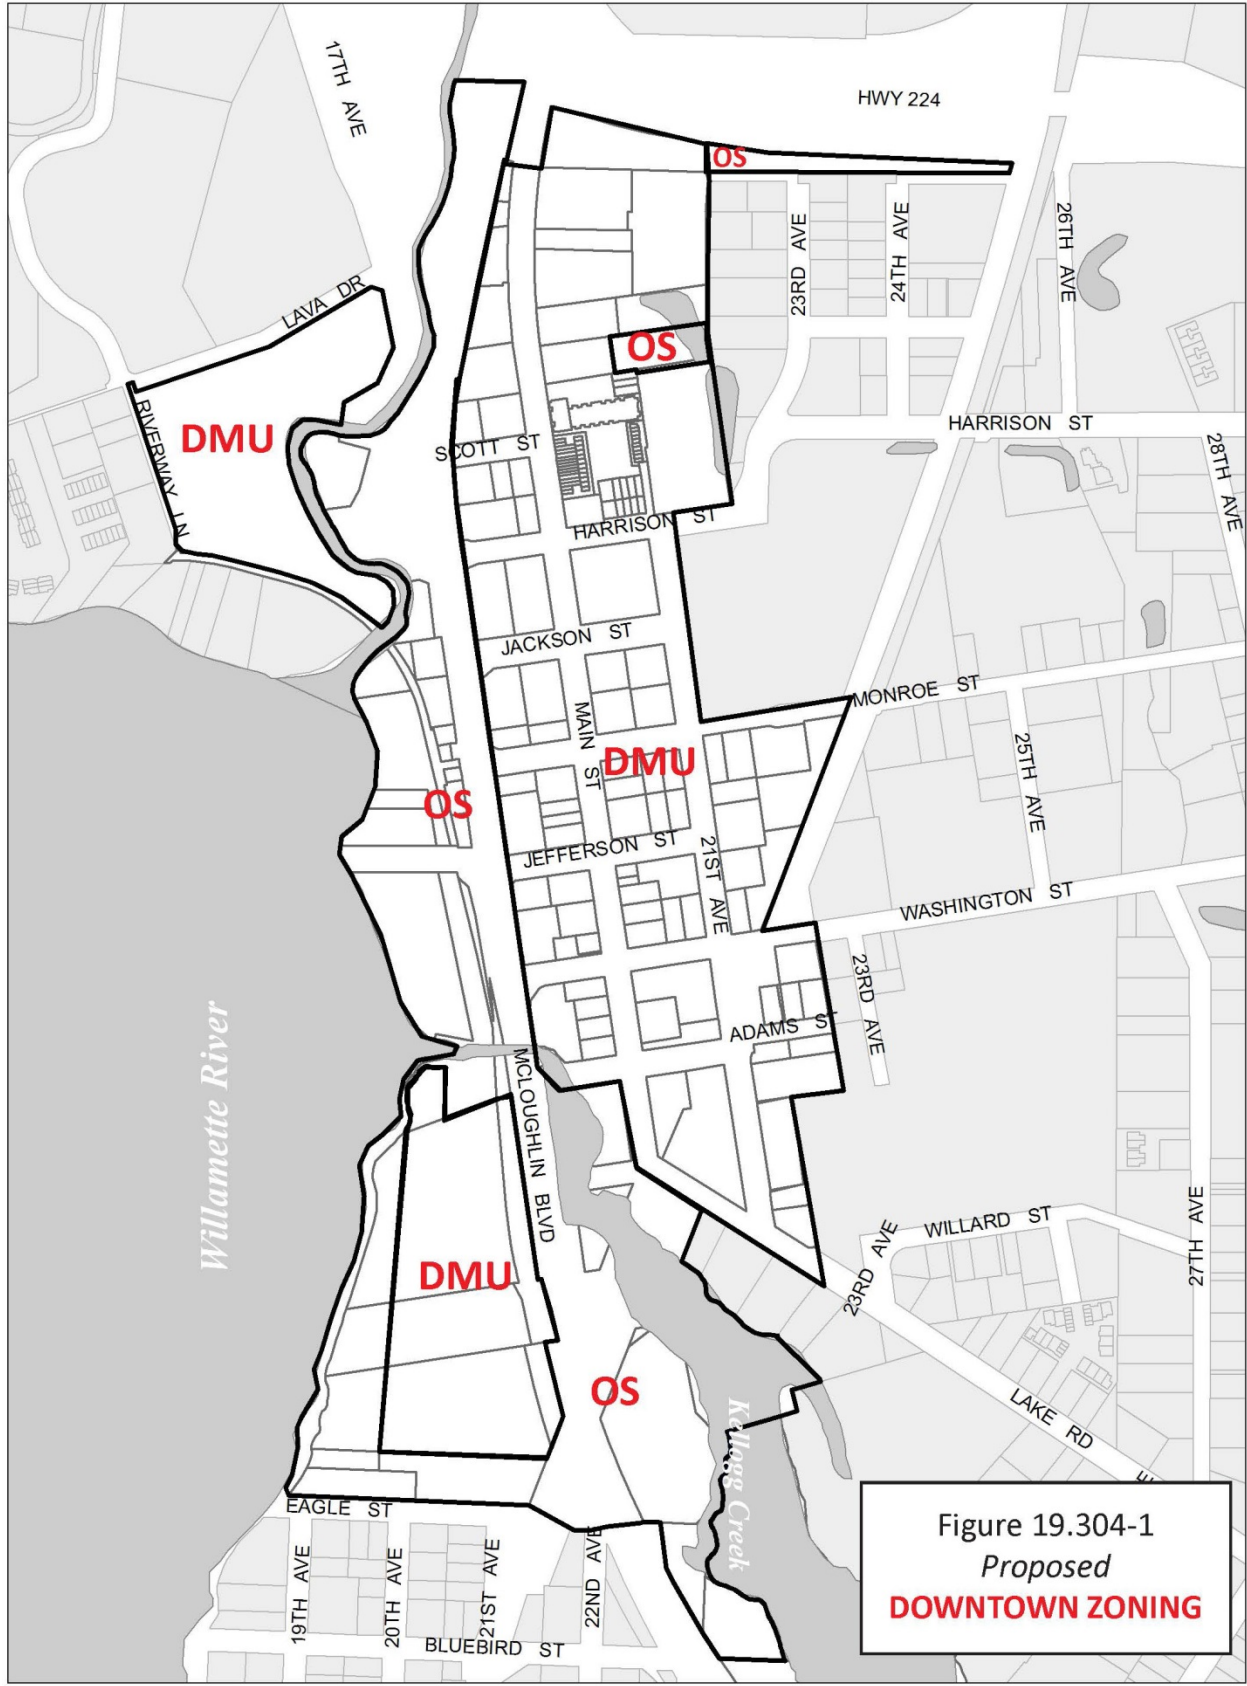 17TH AVE
HWY 224
OS
26TH AVE
23RD AVE
24TH AVE
LAVA DR
OS
DMU
RIVERWAY LN
SCOTT ST
HARRISON ST
28TH AVE
HARRISON ST
JACKSON ST
MONROE ST
MAIN ST
DMU
25TH AVE
OS
JEFFERSON ST
21ST AVE
WASHINGTON ST
23RD AVE
ADAMS ST
Willamette River
MCLOUGHLIN BLVD
WILLARD ST
27TH AVE
23RD AVE
DMU
OS
LAKE RD
Kellogg Creek
E
EAGLE ST
19TH AVE
20TH AVE
21ST AVE
22ND AVE
BLUEBIRD ST
Figure 19.304-1
Proposed
DOWNTOWN ZONING